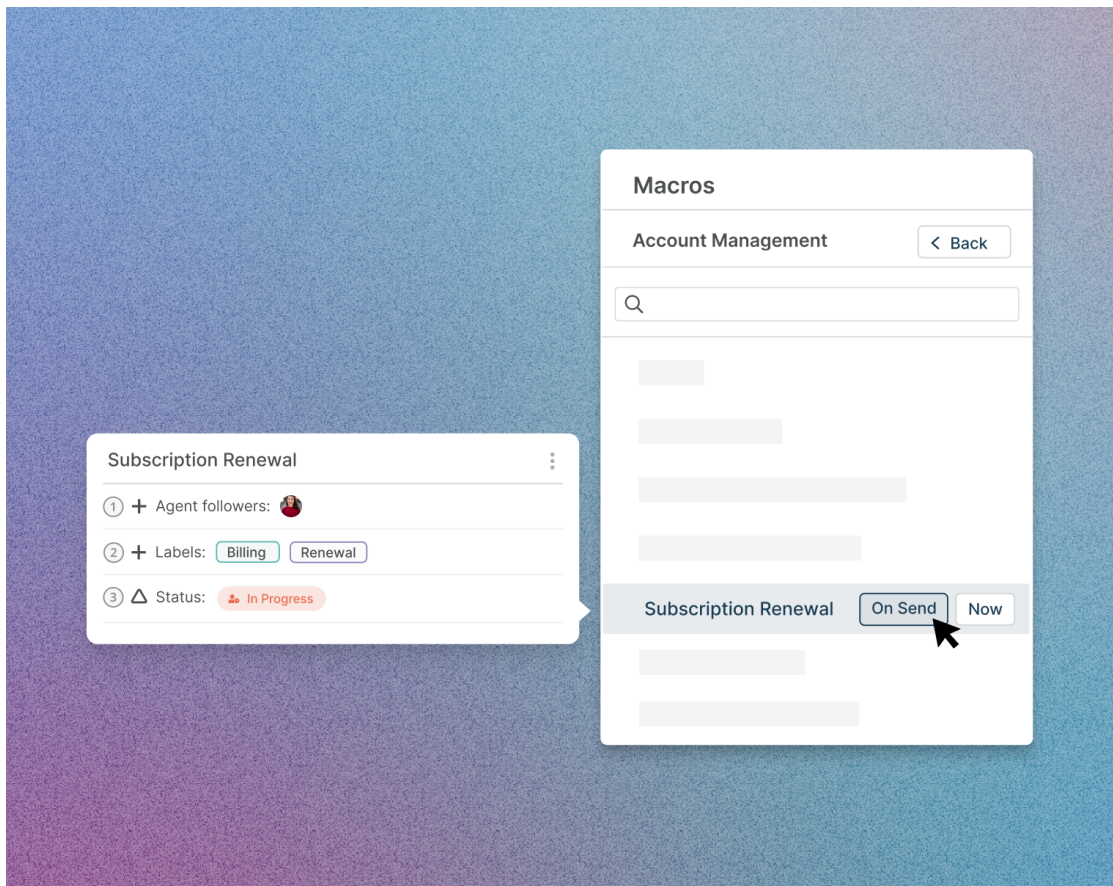 Macros
Account Management
< Back
Subscription Renewal
1 + Agent followers:
2 + Labels: Billing Renewal
3 △ Status: In Progress
Subscription Renewal On Send Now